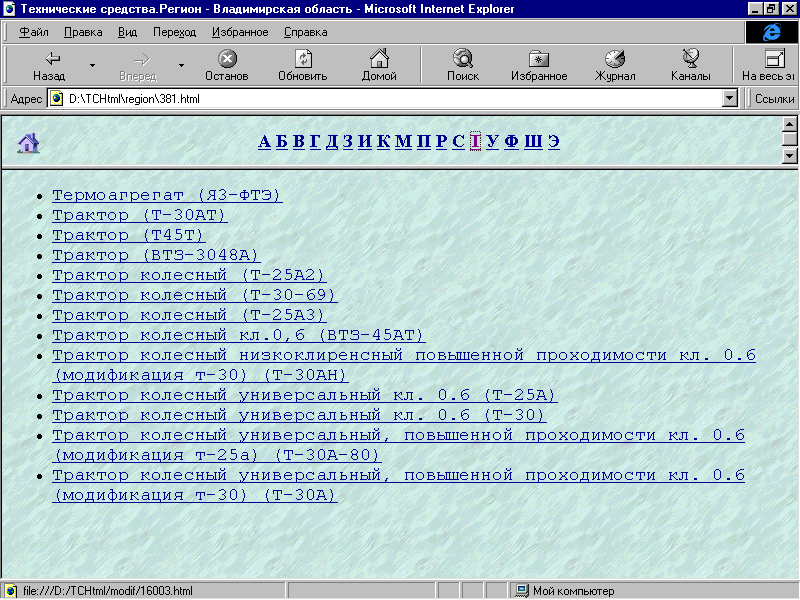 Технические средства.Регион - Владимирская область - Microsoft Internet Explorer
Файл Правка Вид Переход Избранное Справка
Назад Вперед Останов Обновить Домой Поиск Избранное Журнал Каналы На весь эк
Адрес D:\TCHtml\region\381.html Ссылки
А Б В Г Д З И К М П Р С Т У Ф Ш Э
Термоагрегат (ЯЗ-ФТЭ)
Трактор (Т-30АТ)
Трактор (Т45Т)
Трактор (ВТЗ-3048А)
Трактор колесный (Т-25А2)
Трактор колесный (Т-30-69)
Трактор колесный (Т-25А3)
Трактор колесный кл.0,6 (ВТЗ-45АТ)
Трактор колесный низкоклиренсный повышенной проходимости кл. 0.6
(модификация т-30) (Т-30АН)
Трактор колесный универсальный кл. 0.6 (Т-25А)
Трактор колесный универсальный кл. 0.6 (Т-30)
Трактор колесный универсальный, повышенной проходимости кл. 0.6
(модификация т-25а) (Т-30А-80)
Трактор колесный универсальный, повышенной проходимости кл. 0.6
(модификация т-30) (Т-30А)
file:///D:/TCHtml/modif/16003.html Мой компьютер